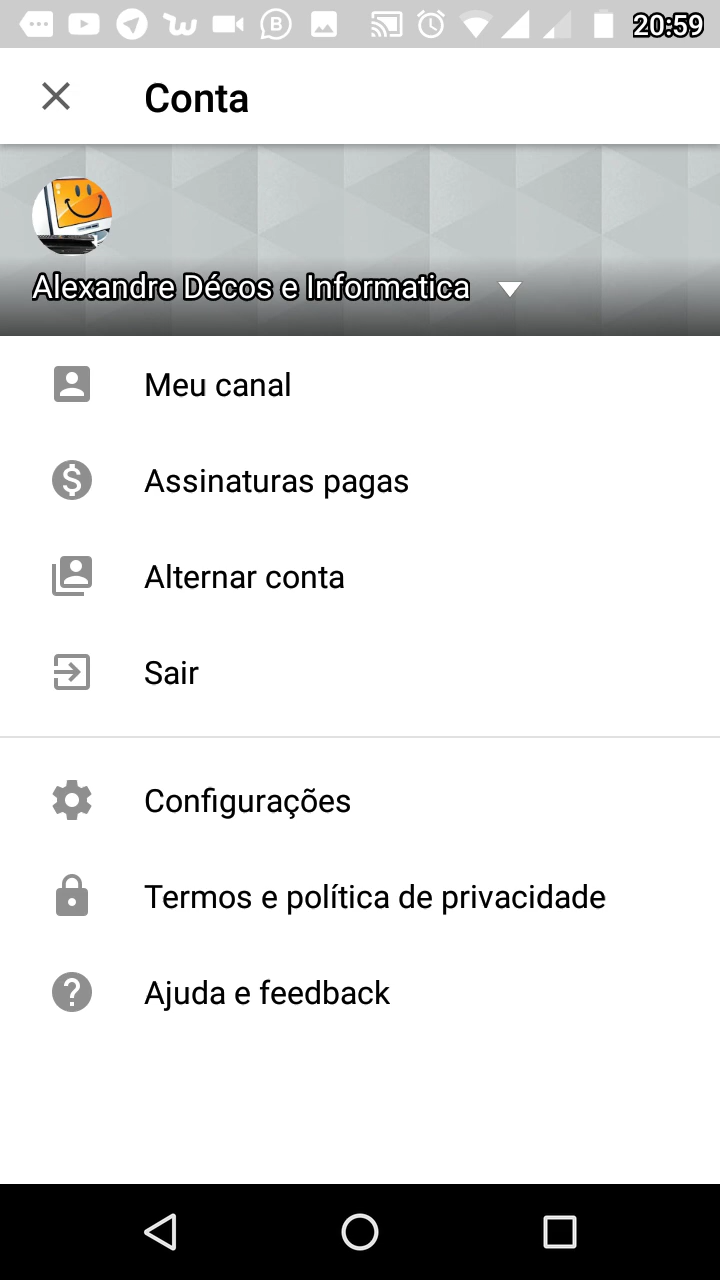 20:59
Conta
Alexandre Décos e Informatica
Meu canal
Assinaturas pagas
Alternar conta
Sair
Configurações
Termos e política de privacidade
Ajuda e feedback